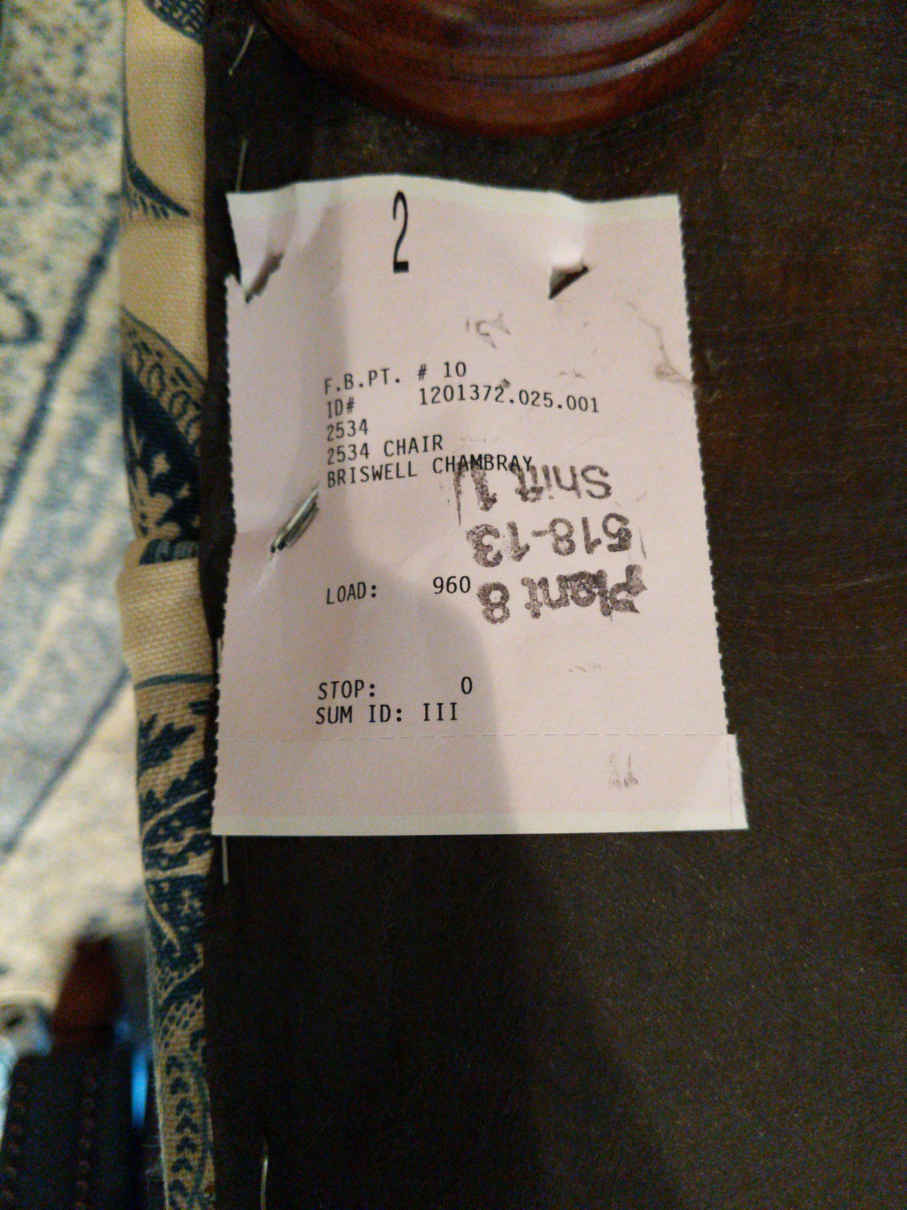 2
F.B.PT. # 10
ID# 1201372.025.001
2534
2534 CHAIR
BRISWELL CHAMBRAY
LOAD: 960
STOP: 0
SUM ID: III
Plant 8
518-13
Shift 1